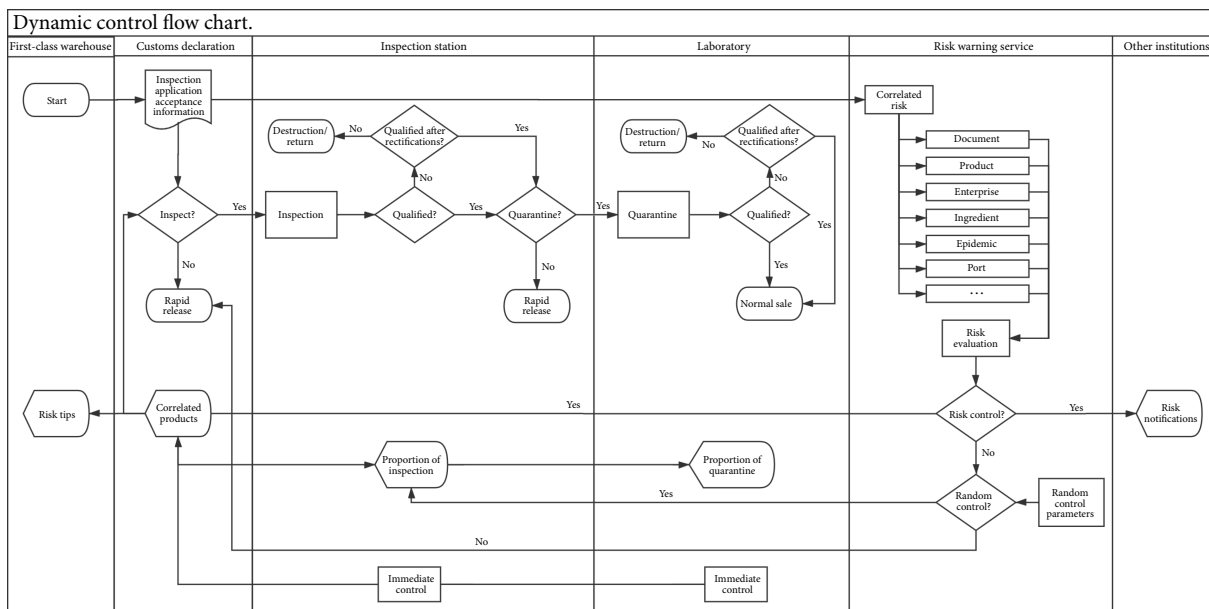 Dynamic control flow chart.
First-class warehouse
Customs declaration
Inspection station
Laboratory
Risk warning service
Other institutions
Start
Inspection
application
acceptance
information
Inspect?
Yes
No
Rapid
release
Destruction/
return
No
Qualified after
rectifications?
Yes
No
Inspection
Qualified?
Yes
Quarantine?
Yes
No
Rapid
release
Destruction/
return
No
Qualified after
rectifications?
No
Yes
Quarantine
Qualified?
Yes
Normal sale
Correlated
risk
Document
Product
Enterprise
Ingredient
Epidemic
Port
...
Risk
evaluation
Risk tips
Correlated
products
Yes
Risk control?
Yes
Risk
notifications
No
Proportion of
inspection
Proportion of
quarantine
Yes
Random
control?
Random
control
parameters
No
Immediate
control
Immediate
control